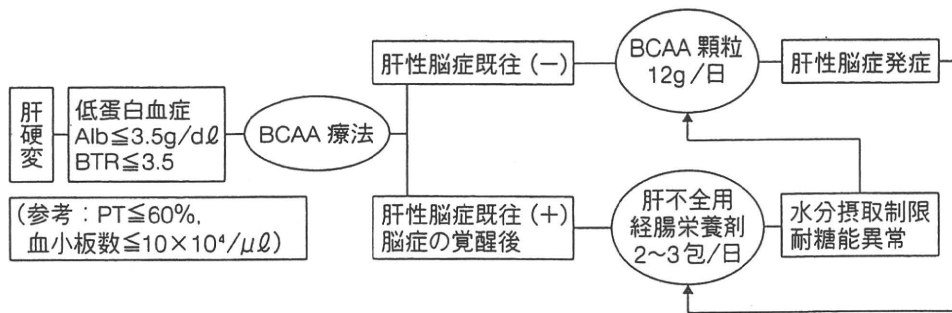 肝硬変
低蛋白血症
Alb≦3.5g/dℓ
BTR≦3.5
(参考：PT≦60%,
血小板数≦10×10⁴/μℓ)
BCAA 療法
肝性脳症既往(−)
BCAA 顆粒
12g/日
肝性脳症発症
肝性脳症既往(+)
脳症の覚醒後
肝不全用
経腸栄養剤
2〜3包/日
水分摂取制限
耐糖能異常